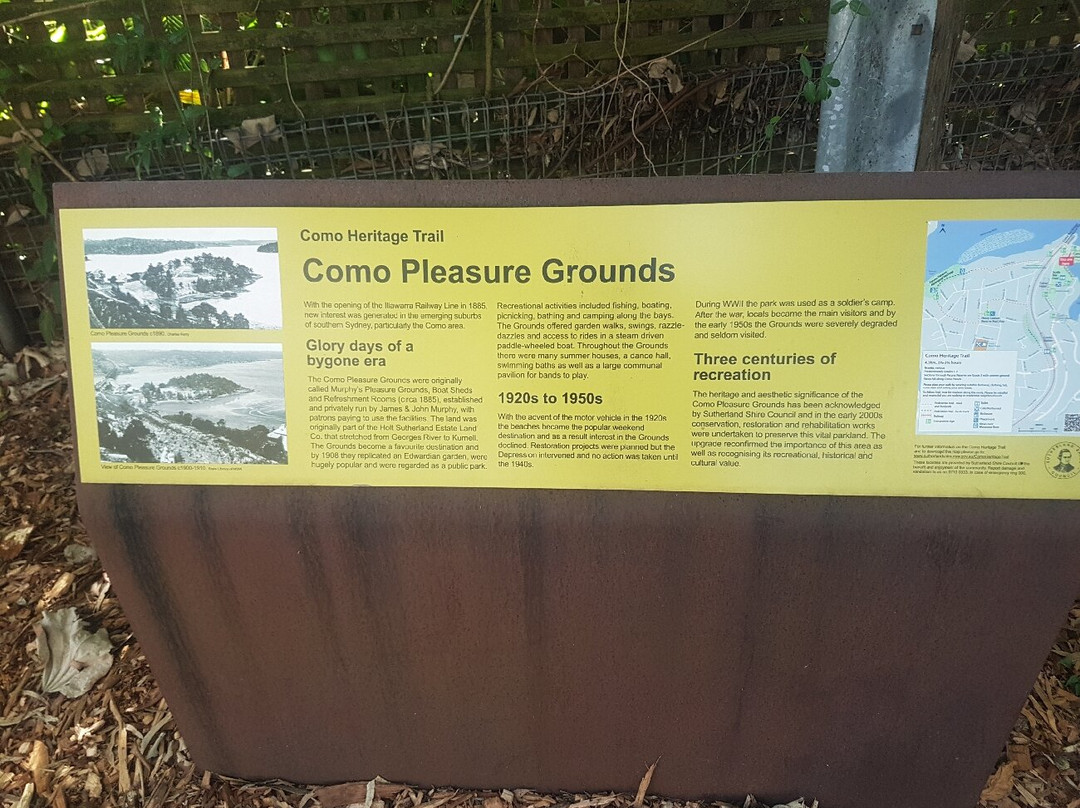 Como Heritage Trail
Como Pleasure Grounds
With the opening of the Illawarra Railway Line in 1885,
new interest was generated in the emerging suburbs
of southern Sydney, particularly the Como area.
Glory days of a
bygone era
The Como Pleasure Grounds were originally
called Murphy's Pleasure Grounds, Boat Sheds
and Refreshment Rooms (circa 1885), established
and privately run by James & John Murphy, with
patrons paying to use the facilities. The land was
originally part of the Holt Sutherland Estate Land
Co. that stretched from Georges River to Kurnell.
The Grounds become a favourite destination and
by 1908 they replicated an Edwardian garden, were
hugely popular and were regarded as a public park.
Recreational activities included fishing, boating,
picnicking, bathing and camping along the bays.
The Grounds offered garden walks, swings, razzle-
dazzles and access to rides in a steam driven
paddle-wheeled boat. Throughout the Grounds
there were many summer houses, a dance hall,
swimming baths as well as a large communal
pavilion for bands to play.
1920s to 1950s
With the advent of the motor vehicle in the 1920s
the beaches became the popular weekend
destination and as a result interest in the Grounds
declined. Restoration projects were planned but the
Depression intervened and no action was taken until
the 1940s.
During WWII the park was used as a soldier's camp.
After the war, locals become the main visitors and by
the early 1950s the Grounds were severely degraded
and seldom visited.
Three centuries of
recreation
The heritage and aesthetic significance of the
Como Pleasure Grounds has been acknowledged
by Sutherland Shire Council and in the early 2000s
conservation, restoration and rehabilitation works
were undertaken to preserve this vital parkland. The
upgrace reconfirmed the importance of this area as
well as recognising its recreational, historical and
cultural value.
Como Pleasure Grounds c1890.
View of Como Pleasure Grounds c1900-1910.
Como Heritage Trail